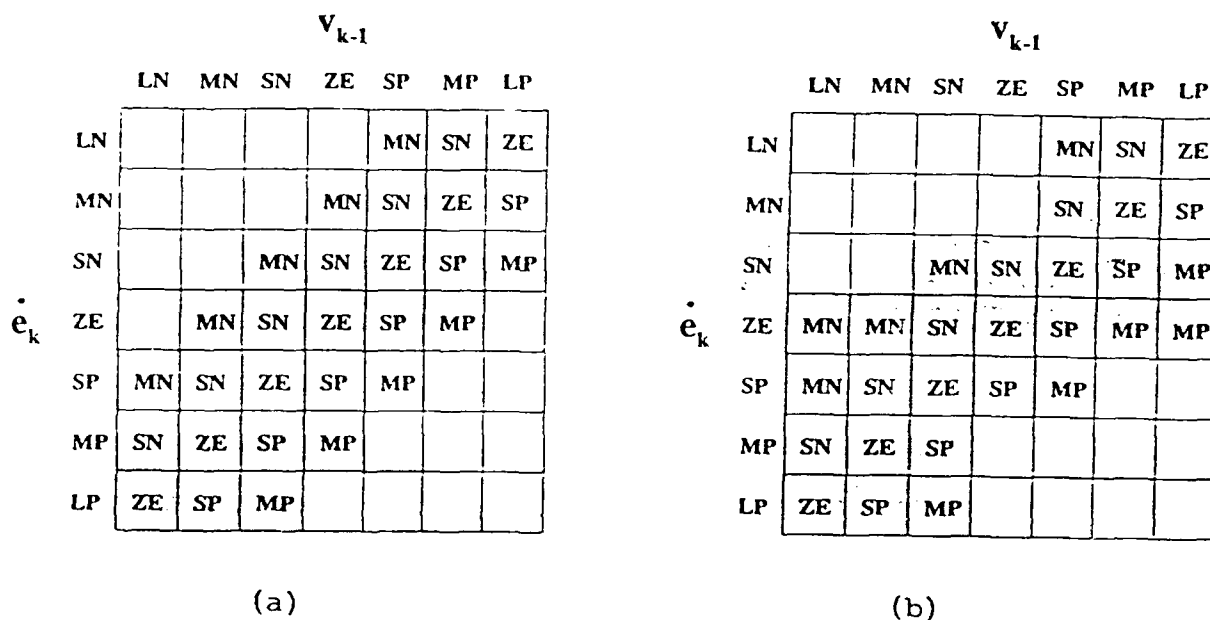 v_{k-1}
LN MN SN ZE SP MP LP
LN MN SN ZE
MN MN SN ZE SP
SN MN SN ZE SP MP
ė_k ZE MN SN ZE SP MP
SP MN SN ZE SP MP
MP SN ZE SP MP
LP ZE SP MP
(a)
v_{k-1}
LN MN SN ZE SP MP LP
LN MN SN ZE
MN SN ZE SP
SN MN SN ZE SP MP
ė_k ZE MN MN SN ZE SP MP MP
SP MN SN ZE SP MP
MP SN ZE SP
LP ZE SP MP
(b)